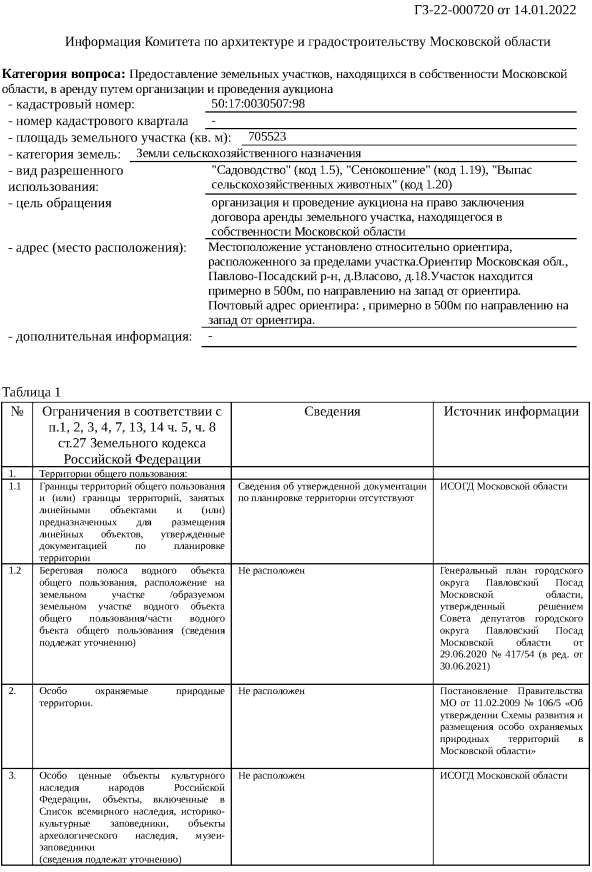 ГЗ-22-000720 от 14.01.2022
Информация Комитета по архитектуре и градостроительству Московской области
Категория вопроса: Предоставление земельных участков, находящихся в собственности Московской
области, в аренду путем организации и проведения аукциона
- кадастровый номер: 50:17:0030507:98
- номер кадастрового квартала -
- площадь земельного участка (кв. м): 705523
- категория земель: Земли сельскохозяйственного назначения
- вид разрешенного использования: "Садоводство" (код 1.5), "Сенокошение" (код 1.19), "Выпас
сельскохозяйственных животных" (код 1.20)
- цель обращения организация и проведение аукциона на право заключения
договора аренды земельного участка, находящегося в
собственности Московской области
- адрес (место расположения): Местоположение установлено относительно ориентира,
расположенного за пределами участка.Ориентир Московская обл.,
Павлово-Посадский р-н, д.Власово, д.18.Участок находится
примерно в 500м, по направлению на запад от ориентира.
Почтовый адрес ориентира: , примерно в 500м по направлению на
запад от ориентира.
- дополнительная информация: -
Таблица 1
№
Ограничения в соответствии с
п.1, 2, 3, 4, 7, 13, 14 ч. 5, ч. 8
ст.27 Земельного кодекса
Российской Федерации
Сведения
Источник информации
1. Территории общего пользования:
1.1
Границы территорий общего пользования
и (или) границы территорий, занятых
линейными объектами и (или)
предназначенных для размещения
линейных объектов, утвержденные
документацией по планировке
территории
Сведения об утвержденной документации
по планировке территории отсутствуют
ИСОГД Московской области
1.2
Береговая полоса водного объекта
общего пользования, расположение на
земельном участке /образуемом
земельном участке водного объекта
общего пользования/части водного
бъекта общего пользования (сведения
подлежат уточнению)
Не расположен
Генеральный план городского
округа Павловский Посад
Московской области,
утвержденный решением
Совета депутатов городского
округа Павловский Посад
Московской области от
29.06.2020 № 417/54 (в ред. от
30.06.2021)
2.
Особо охраняемые природные
территории.
Не расположен
Постановление Правительства
МО от 11.02.2009 № 106/5 «Об
утверждении Схемы развития и
размещения особо охраняемых
природных территорий в
Московской области»
3.
Особо ценные объекты культурного
наследия народов Российской
Федерации, объекты, включенные в
Список всемирного наследия, историко-
культурные заповедники, объекты
археологического наследия, музеи-
заповедники
(сведения подлежат уточнению)
Не расположен
ИСОГД Московской области